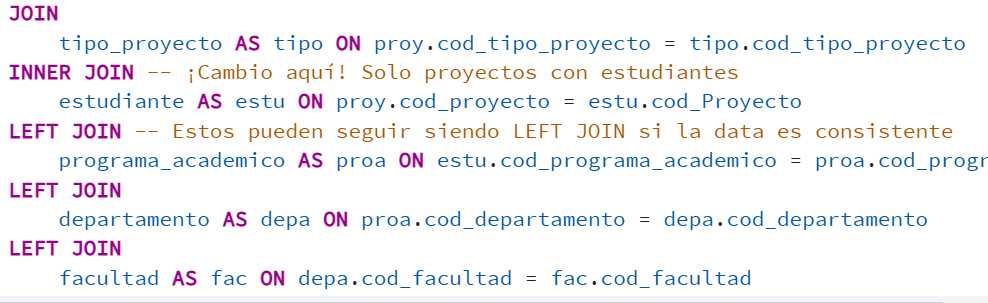 JOIN
tipo_proyecto AS tipo ON proy.cod_tipo_proyecto = tipo.cod_tipo_proyecto
INNER JOIN -- ¡Cambio aquí! Solo proyectos con estudiantes
estudiante AS estu ON proy.cod_proyecto = estu.cod_Proyecto
LEFT JOIN -- Estos pueden seguir siendo LEFT JOIN si la data es consistente
programa_academico AS proa ON estu.cod_programa_academico = proa.cod_progr
LEFT JOIN
departamento AS depa ON proa.cod_departamento = depa.cod_departamento
LEFT JOIN
facultad AS fac ON depa.cod_facultad = fac.cod_facultad